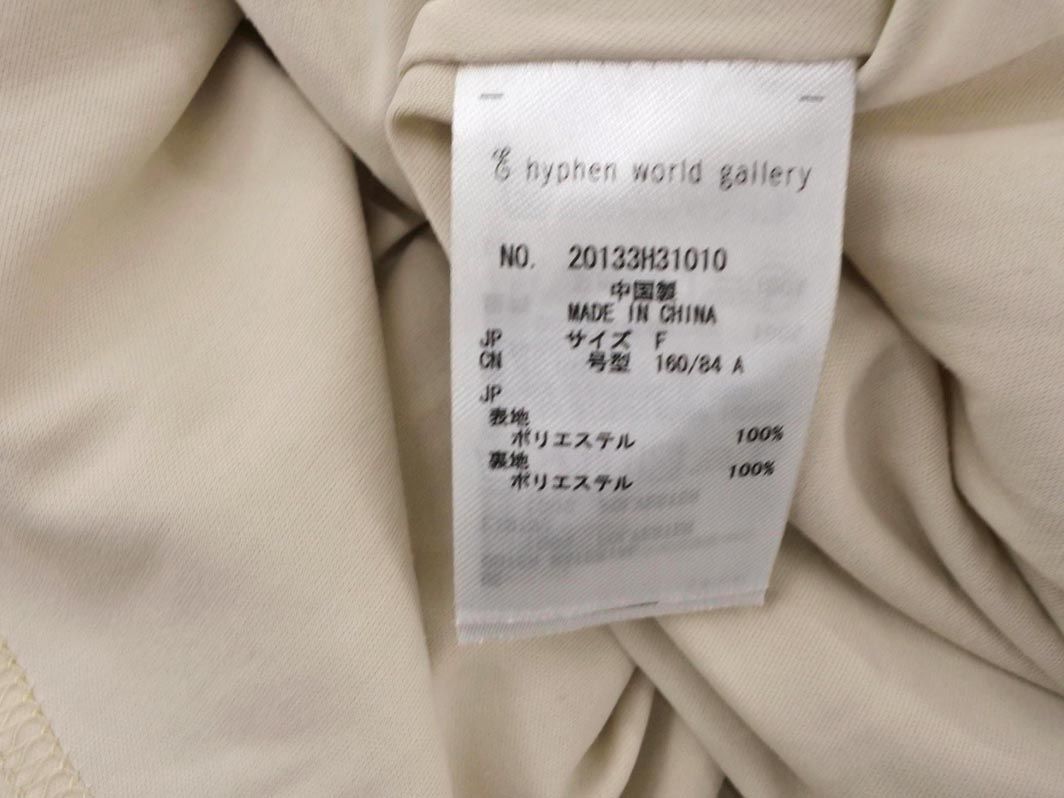 hyphen world gallery
NO. 20133H31010
中国製
MADE IN CHINA
JP サイズ F
CN 号型 160/84 A
JP
表地
ポリエステル 100%
裏地
ポリエステル 100%